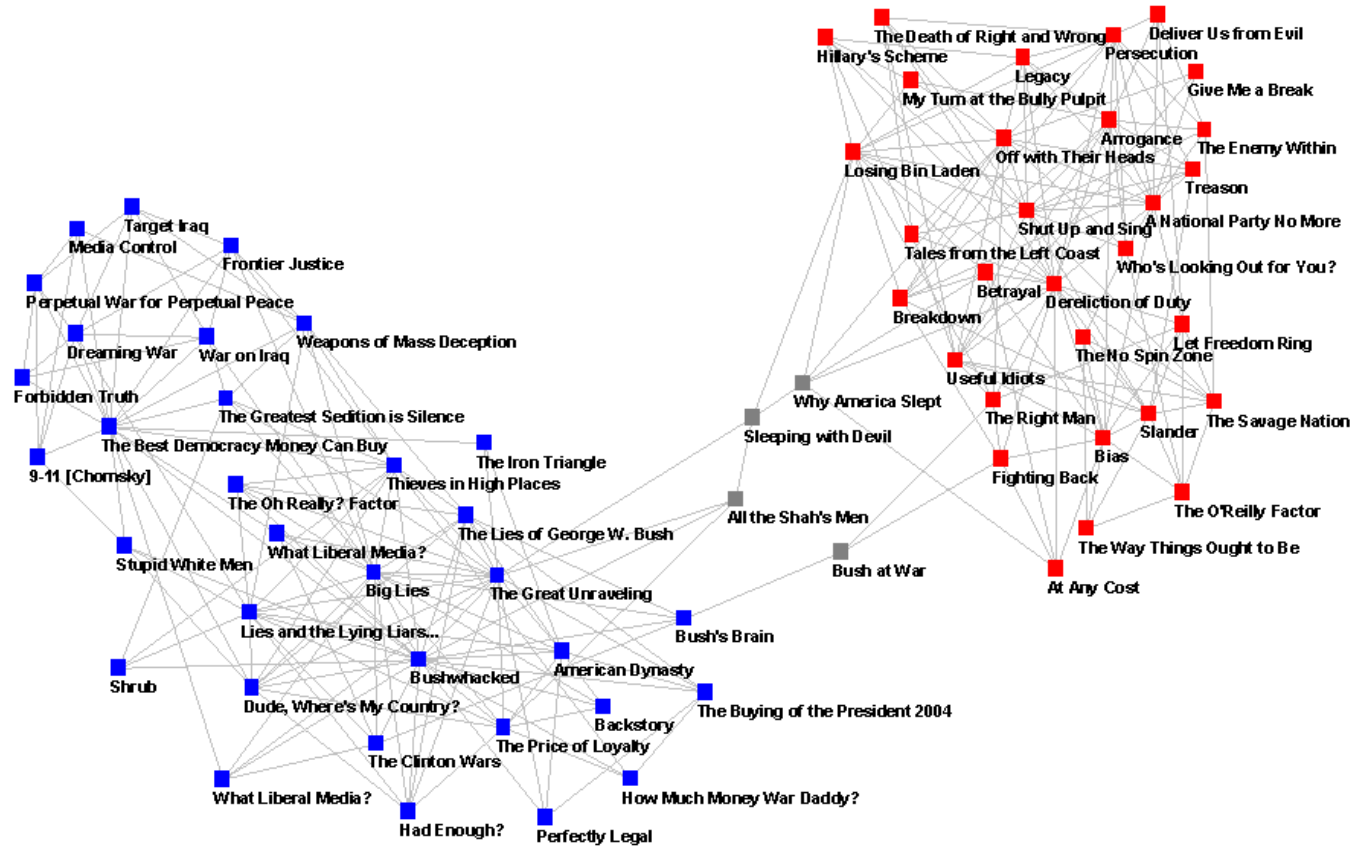 The Death of Right and Wrong
Deliver Us from Evil
Hillary's Scheme
Persecution
Legacy
Give Me a Break
My Turn at the Bully Pulpit
Arrogance
The Enemy Within
Off with Their Heads
Losing Bin Laden
Treason
A National Party No More
Shut Up and Sing
Target Iraq
Media Control
Tales from the Left Coast
Frontier Justice
Who's Looking Out for You?
Betrayal
Perpetual War for Perpetual Peace
Dereliction of Duty
Breakdown
Weapons of Mass Deception
Let Freedom Ring
Dreaming War
War on Iraq
The No Spin Zone
Useful Idiots
Forbidden Truth
Why America Slept
The Greatest Sedition is Silence
The Right Man
The Savage Nation
Slander
Sleeping with Devil
The Best Democracy Money Can Buy
Bias
The Iron Triangle
9-11 [Chomsky]
Fighting Back
Thieves in High Places
The Oh Really? Factor
The O'Reilly Factor
All the Shah's Men
The Lies of George W. Bush
The Way Things Ought to Be
What Liberal Media?
Stupid White Men
Bush at War
At Any Cost
Big Lies
The Great Unraveling
Lies and the Lying Liars...
Bush's Brain
American Dynasty
Bushwhacked
Shrub
Dude, Where's My Country?
The Buying of the President 2004
Backstory
The Price of Loyalty
The Clinton Wars
What Liberal Media?
How Much Money War Daddy?
Had Enough?
Perfectly Legal